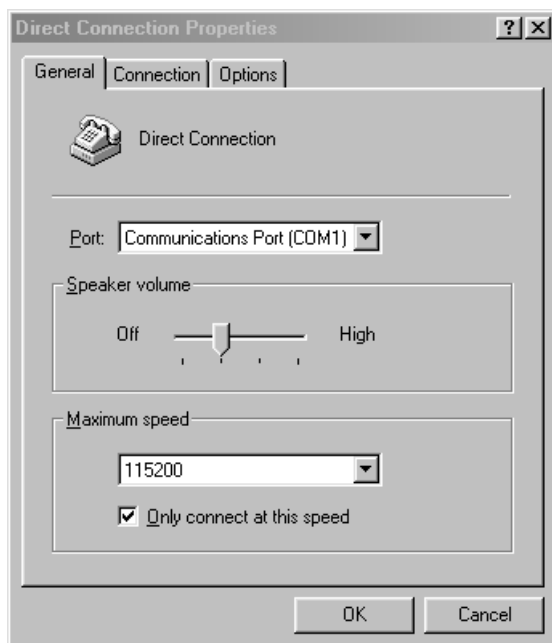 Direct Connection Properties
General Connection Options
Direct Connection
Port: Communications Port (COM1)
Speaker volume
Off High
Maximum speed
115200
Only connect at this speed
OK Cancel